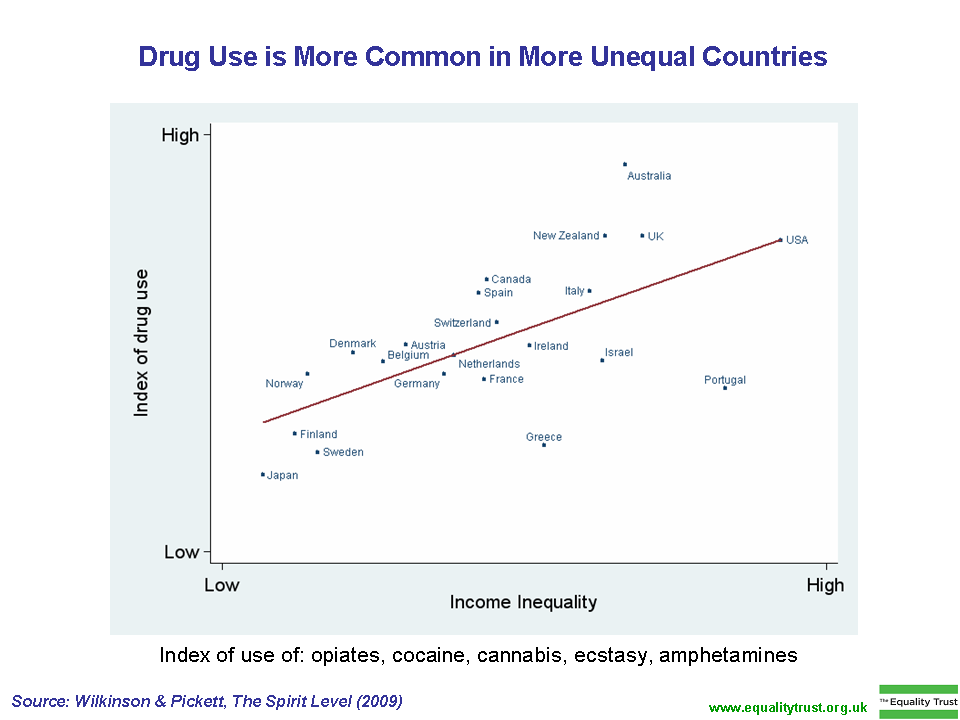 Drug Use is More Common in More Unequal Countries
High
Index of drug use
Australia
New Zealand
UK
USA
Canada
Spain
Italy
Switzerland
Denmark
Austria
Belgium
Ireland
Israel
Netherlands
Norway
Germany
France
Portugal
Finland
Greece
Sweden
Japan
Low
Low
High
Income Inequality
Index of use of: opiates, cocaine, cannabis, ecstasy, amphetamines
Source: Wilkinson & Pickett, The Spirit Level (2009)
www.equalitytrust.org.uk
The Equality Trust